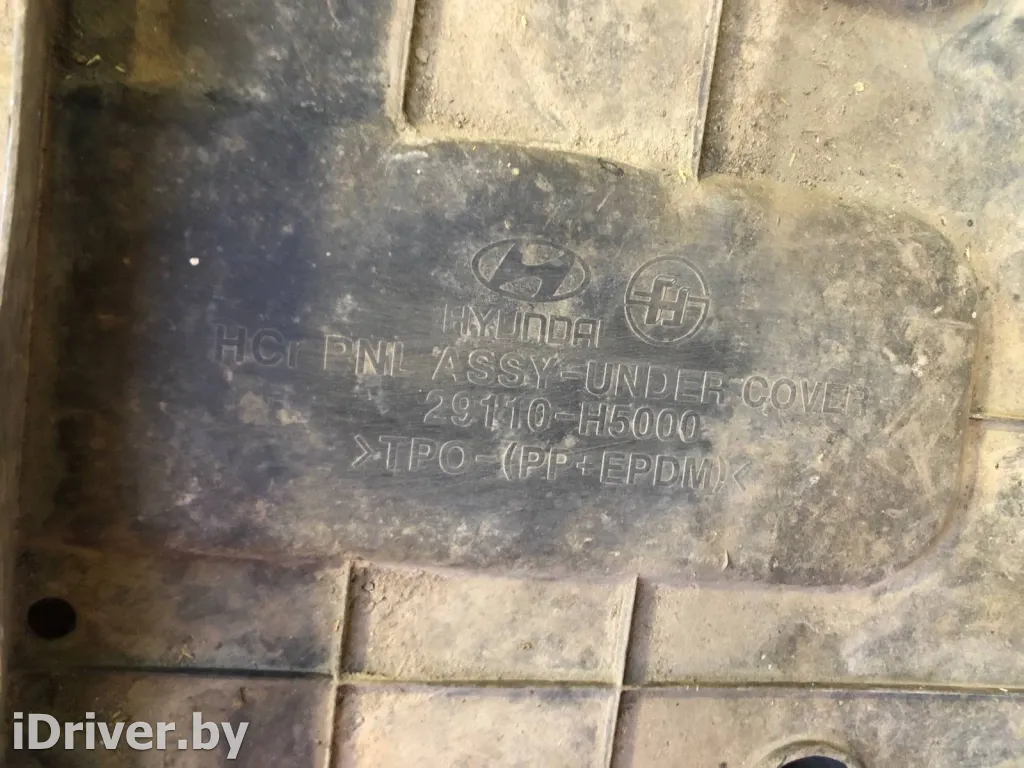 HYUNDAI
HCr PNL ASSY-UNDER COVER
29110-H5000
>TPO-(PP+EPDM)<
iDriver.by